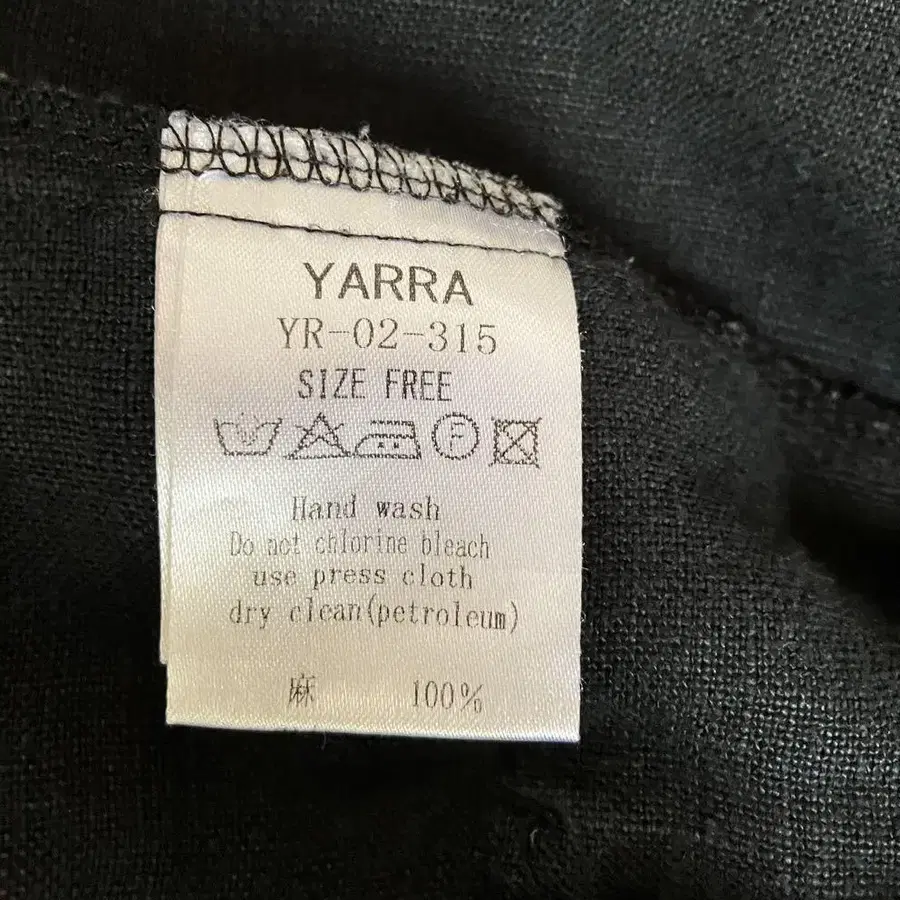 YARRA
YR-02-315
SIZE FREE
F
Hand wash
Do not chlorine bleach
use press cloth
dry clean(petroleum)
麻 100%